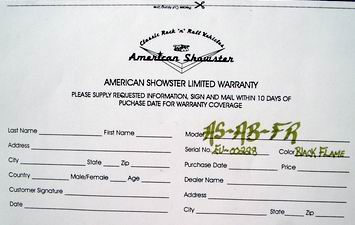 Classic Rock 'n' Roll Vehicles
American Showster
AMERICAN SHOWSTER LIMITED WARRANTY
PLEASE SUPPLY REQUESTED INFORMATION, SIGN AND MAIL WITHIN 10 DAYS OF
PUCHASE DATE FOR WARRANTY COVERAGE
Last Name First Name
Address
City State Zip
Country Male/Female Age
Customer Signature
Date
Model AS-AB-FR
Serial No. EU-00228 Color Black Flame
Purchase Date Price
Dealer Name
Address
City State Zip